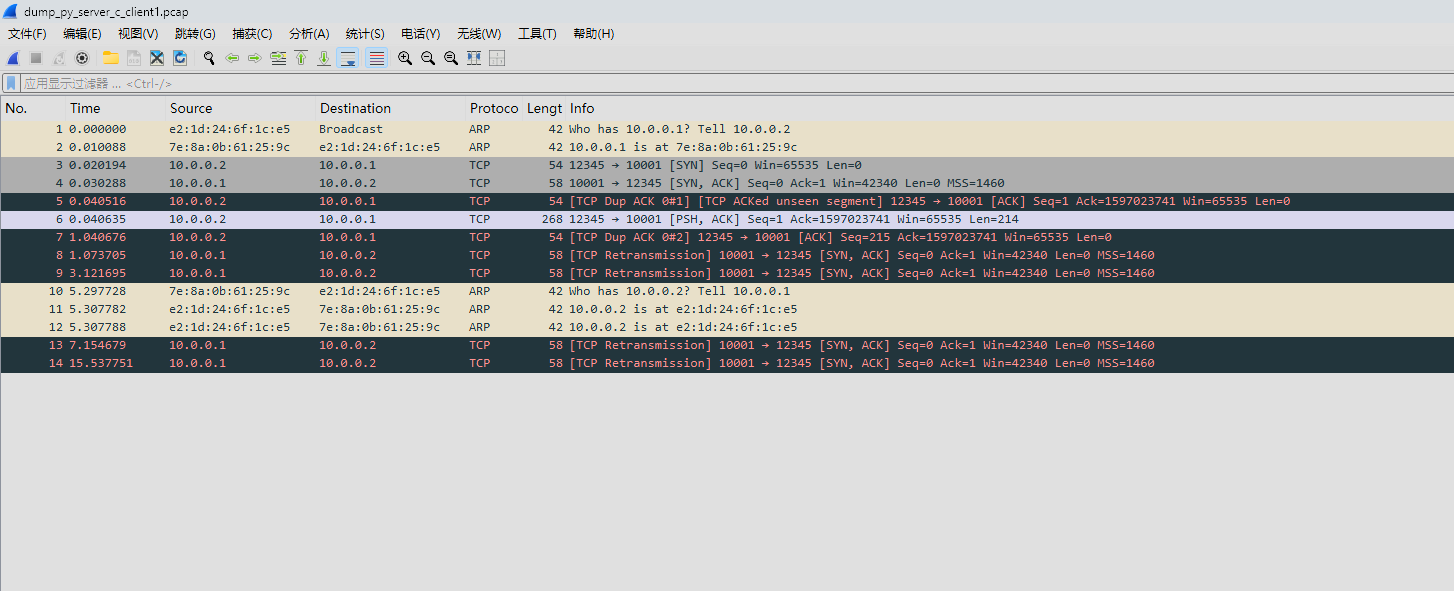 dump_py_server_c_client1.pcap
文件(F) 编辑(E) 视图(V) 跳转(G) 捕获(C) 分析(A) 统计(S) 电话(Y) 无线(W) 工具(T) 帮助(H)
应用显示过滤器 … <Ctrl-/>
No. Time Source Destination Protoco Lengt Info
1 0.000000 e2:1d:24:6f:1c:e5 Broadcast ARP 42 Who has 10.0.0.1? Tell 10.0.0.2
2 0.010088 7e:8a:0b:61:25:9c e2:1d:24:6f:1c:e5 ARP 42 10.0.0.1 is at 7e:8a:0b:61:25:9c
3 0.020194 10.0.0.2 10.0.0.1 TCP 54 12345 → 10001 [SYN] Seq=0 Win=65535 Len=0
4 0.030288 10.0.0.1 10.0.0.2 TCP 58 10001 → 12345 [SYN, ACK] Seq=0 Ack=1 Win=42340 Len=0 MSS=1460
5 0.040516 10.0.0.2 10.0.0.1 TCP 54 [TCP Dup ACK 0#1] [TCP ACKed unseen segment] 12345 → 10001 [ACK] Seq=1 Ack=1597023741 Win=65535 Len=0
6 0.040635 10.0.0.2 10.0.0.1 TCP 268 12345 → 10001 [PSH, ACK] Seq=1 Ack=1597023741 Win=65535 Len=214
7 1.040676 10.0.0.2 10.0.0.1 TCP 54 [TCP Dup ACK 0#2] 12345 → 10001 [ACK] Seq=215 Ack=1597023741 Win=65535 Len=0
8 1.073705 10.0.0.1 10.0.0.2 TCP 58 [TCP Retransmission] 10001 → 12345 [SYN, ACK] Seq=0 Ack=1 Win=42340 Len=0 MSS=1460
9 3.121695 10.0.0.1 10.0.0.2 TCP 58 [TCP Retransmission] 10001 → 12345 [SYN, ACK] Seq=0 Ack=1 Win=42340 Len=0 MSS=1460
10 5.297728 7e:8a:0b:61:25:9c e2:1d:24:6f:1c:e5 ARP 42 Who has 10.0.0.2? Tell 10.0.0.1
11 5.307782 e2:1d:24:6f:1c:e5 7e:8a:0b:61:25:9c ARP 42 10.0.0.2 is at e2:1d:24:6f:1c:e5
12 5.307788 e2:1d:24:6f:1c:e5 7e:8a:0b:61:25:9c ARP 42 10.0.0.2 is at e2:1d:24:6f:1c:e5
13 7.154679 10.0.0.1 10.0.0.2 TCP 58 [TCP Retransmission] 10001 → 12345 [SYN, ACK] Seq=0 Ack=1 Win=42340 Len=0 MSS=1460
14 15.537751 10.0.0.1 10.0.0.2 TCP 58 [TCP Retransmission] 10001 → 12345 [SYN, ACK] Seq=0 Ack=1 Win=42340 Len=0 MSS=1460